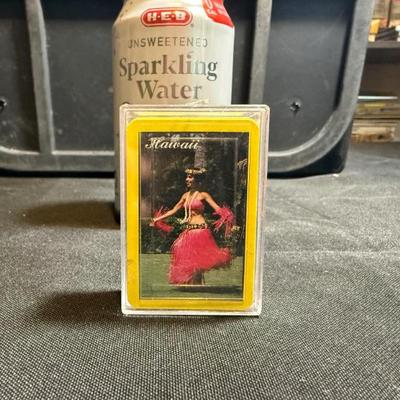 H-E-B
UNSWEETENED
Sparkling
Water
Hawaii